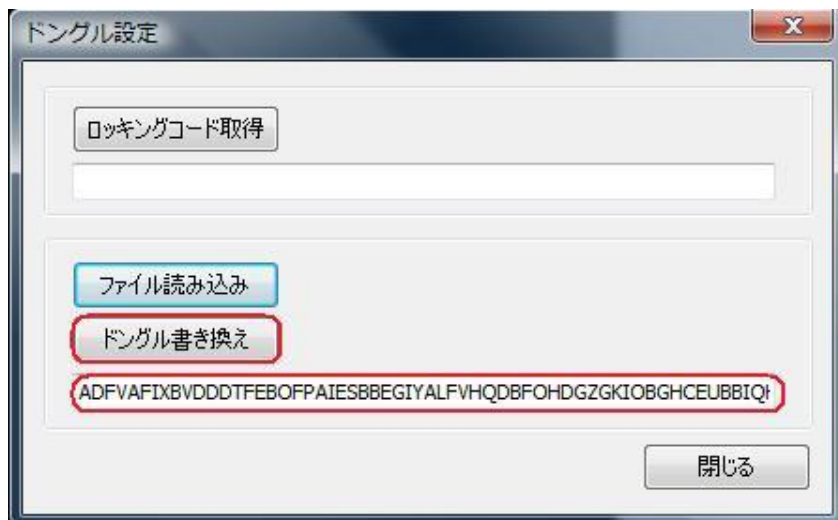 ドングル設定
ロッキングコード取得
ファイル読み込み
ドングル書き換え
ADFVAFIXBVDDDTFEBOFPAIESBBEGIYALFVHQDBFOHDGZGKIOBGHCEUBBIQ
閉じる